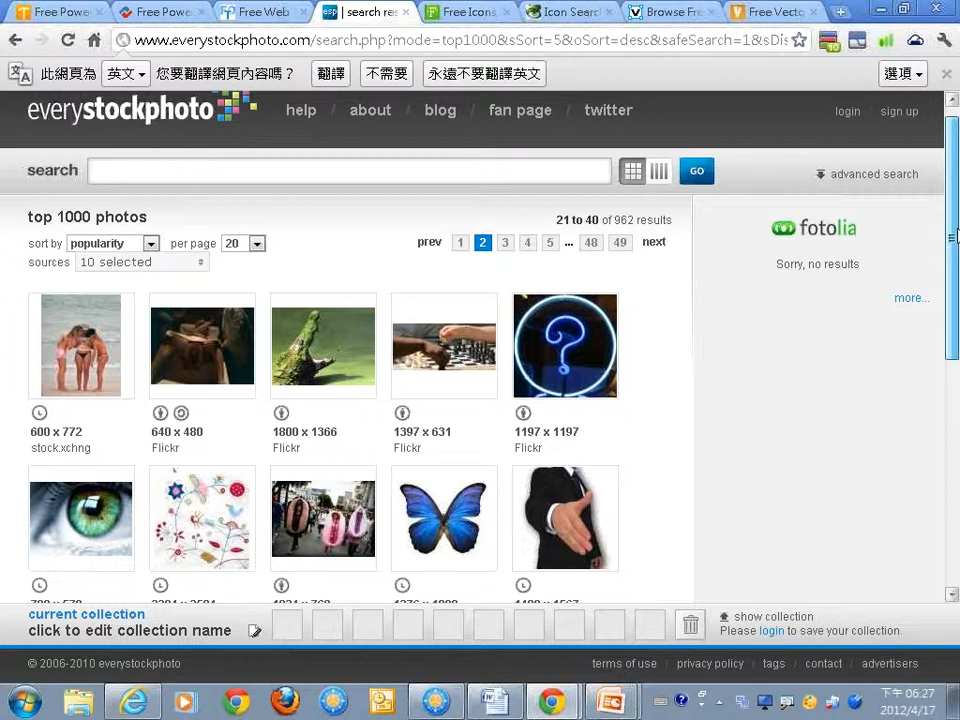 Free Powe
Free Powe
Free Web
esp | search res
Free Icons
Icon Searc
Browse Fre
Free Vecto
www.everystockphoto.com/search.php?mode=top1000&sSort=5&oSort=desc&safeSearch=1&sDis
10
此網頁為 英文 您要翻譯網頁內容嗎？ 翻譯 不需要 永遠不要翻譯英文 選項
everystockphoto help / about / blog / fan page / twitter login sign up
search GO advanced search
top 1000 photos 21 to 40 of 962 results
sort by popularity per page 20 prev 1 2 3 4 5 ... 48 49 next
sources 10 selected
fotolia
Sorry, no results
more...
600 x 772 640 x 480 1800 x 1366 1397 x 631 1197 x 1197
stock.xchng Flickr Flickr Flickr Flickr
current collection
click to edit collection name
show collection
Please login to save your collection.
© 2006-2010 everystockphoto terms of use privacy policy tags contact advertisers
下午 06:27
2012/4/17